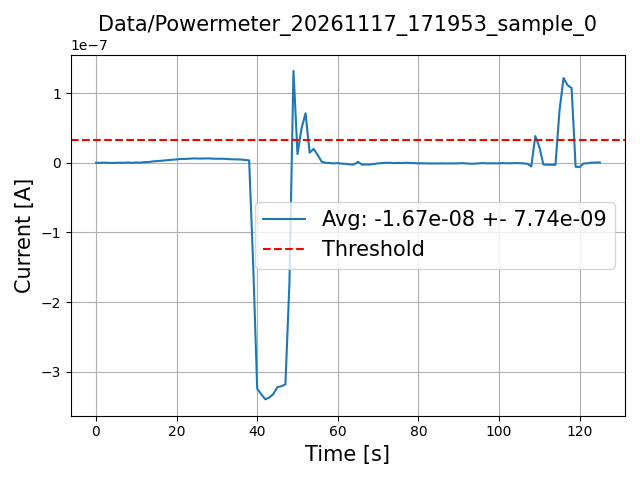 Data/Powermeter_20261117_171953_sample_0
1e−7
1
0
−1
−2
−3
Current [A]
Avg: -1.67e-08 +- 7.74e-09
Threshold
0 20 40 60 80 100 120
Time [s]